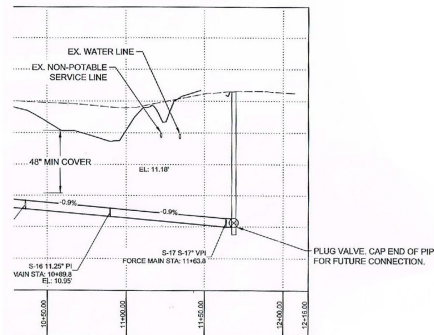 EX. WATER LINE
EX. NON-POTABLE
SERVICE LINE
48" MIN COVER
EL: 11.18'
-0.9%
-0.9%
S-16 11.25° PI
MAIN STA: 10+89.8
EL: 10.95'
S-17 S-17" VPI
FORCE MAIN STA: 11+63.8
PLUG VALVE. CAP END OF PIP
FOR FUTURE CONNECTION.
10+50.00
11+00.00
11+50.00
12+00.00
12+16.00